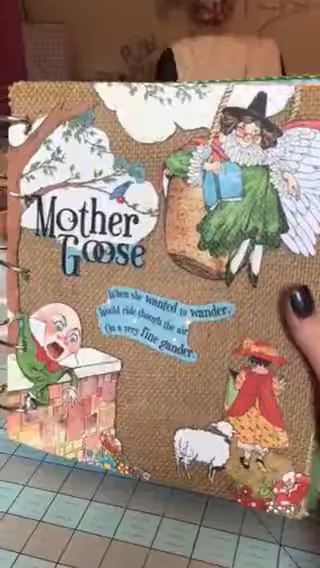 Mother
Goose
When she wanted to wander,
Would ride through the air
On a very fine gander.